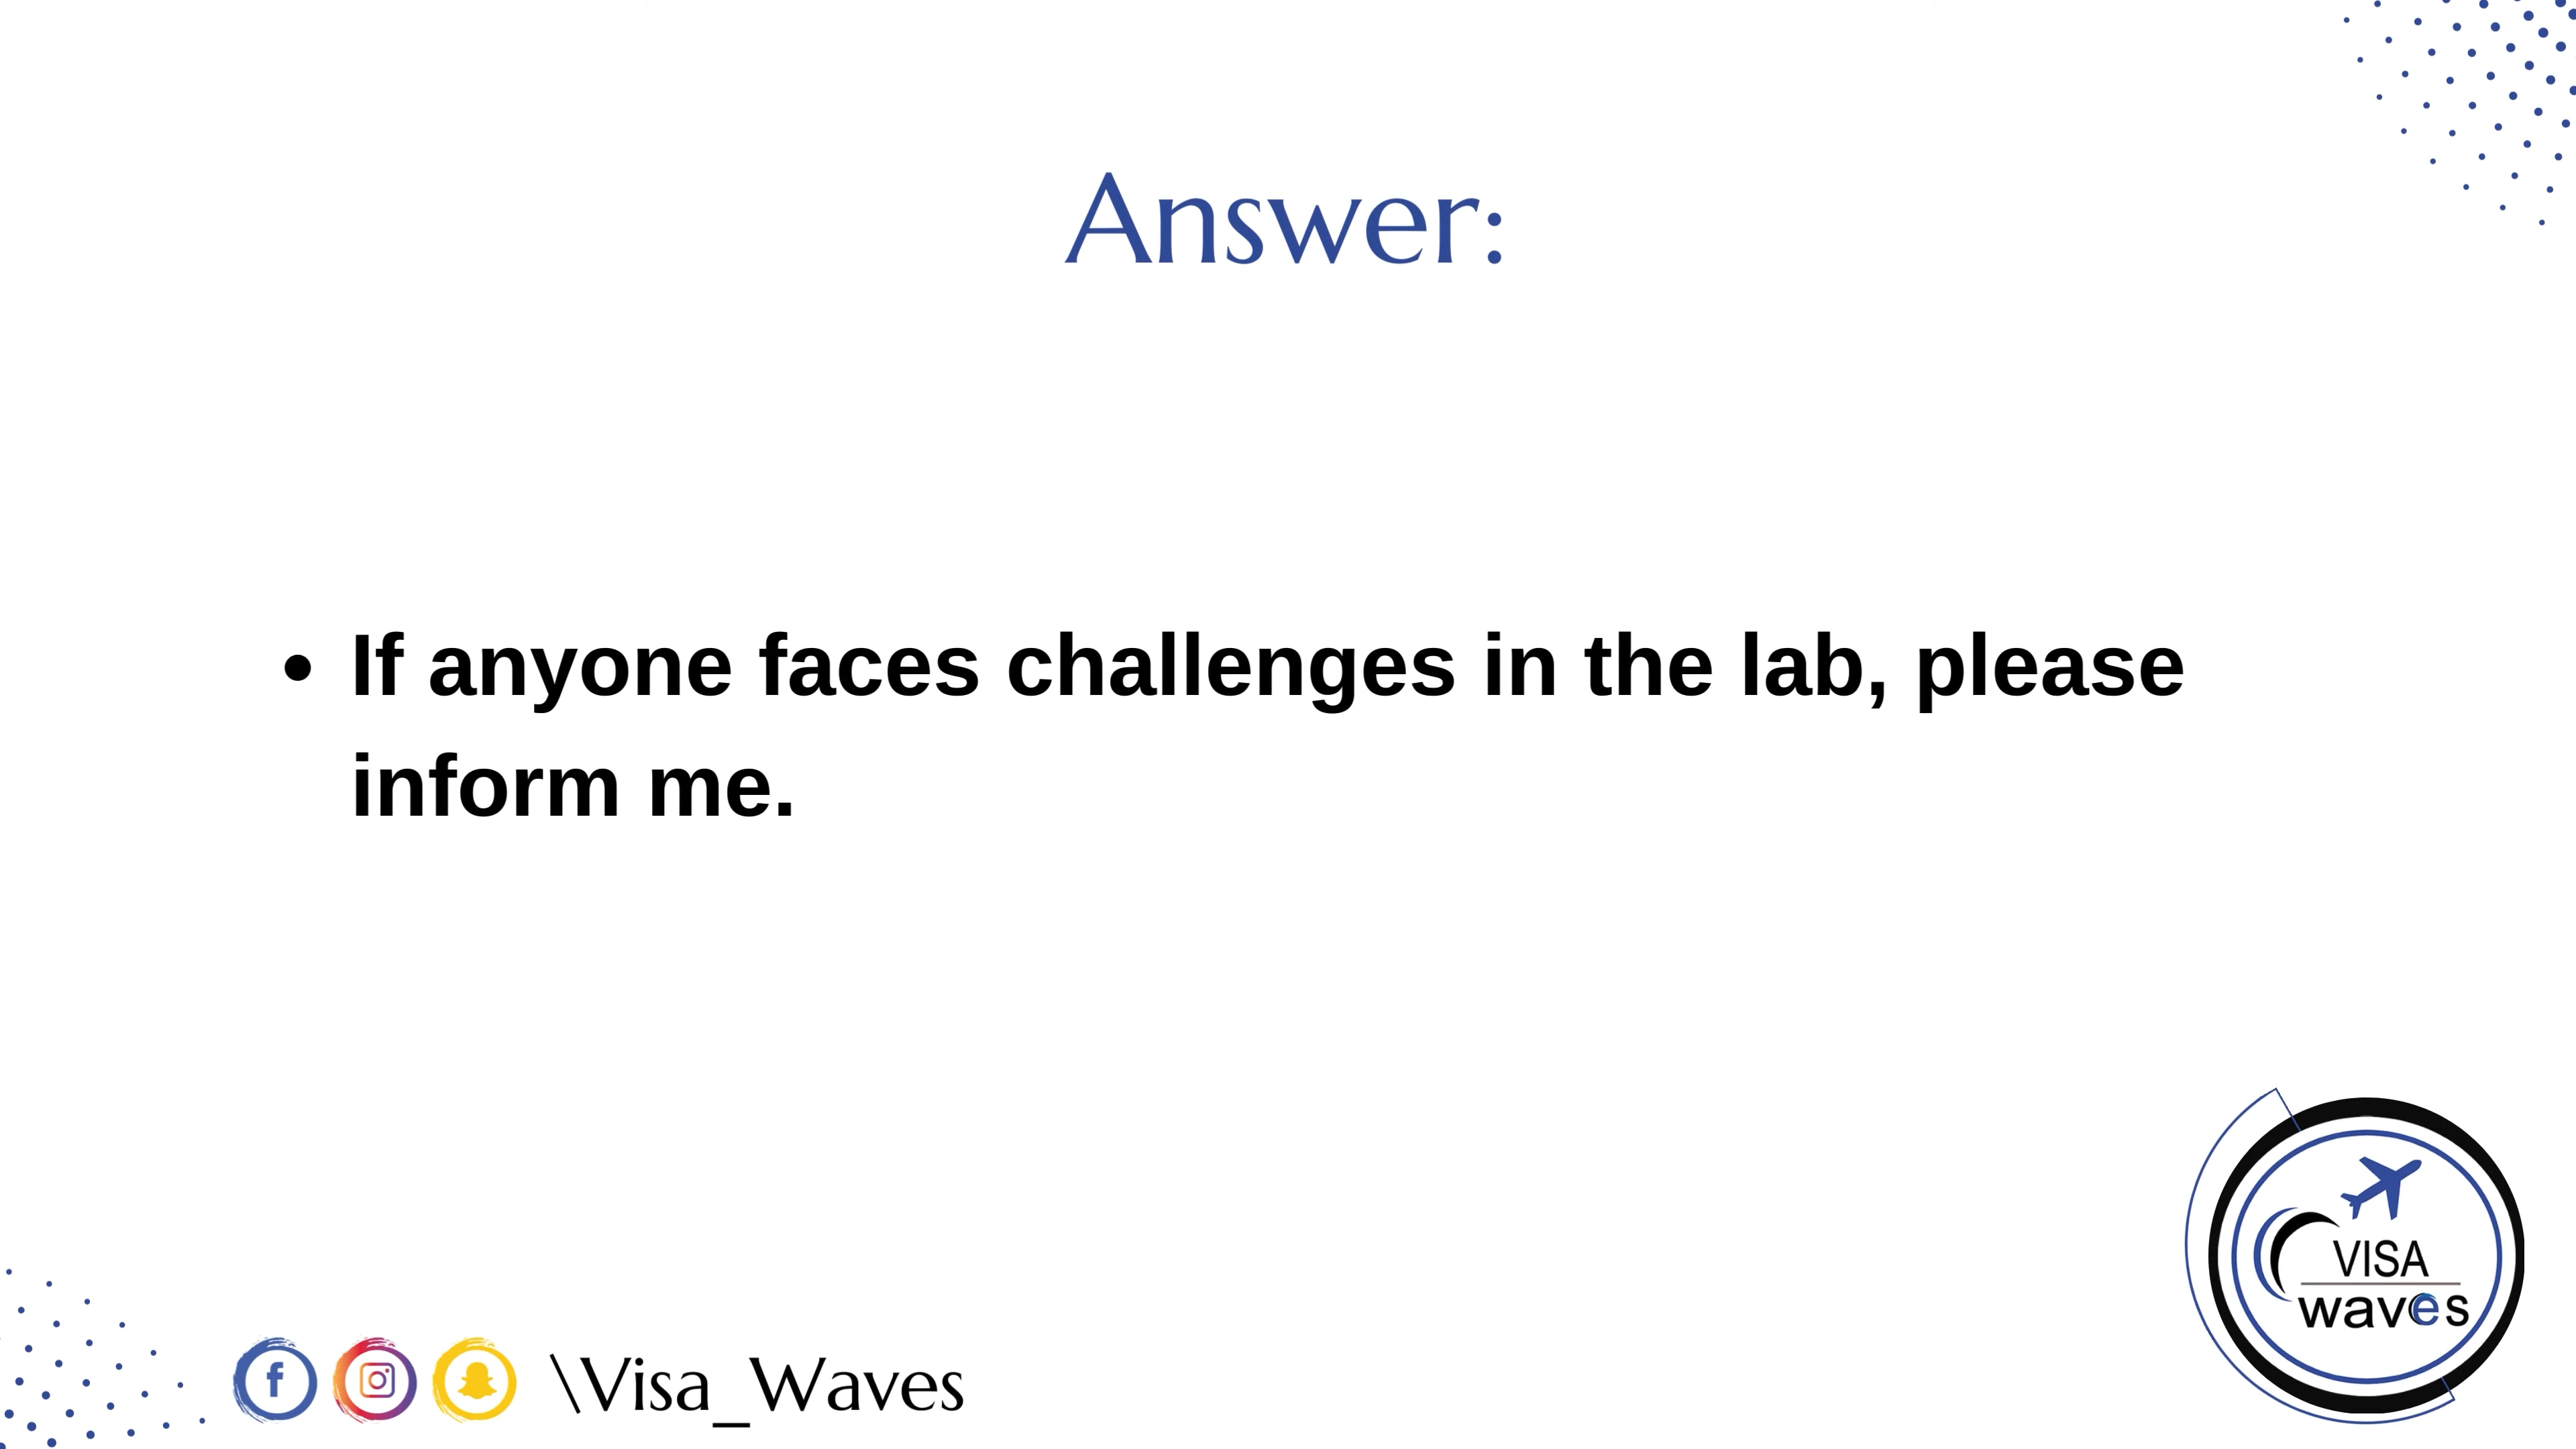 Answer:
• If anyone faces challenges in the lab, please
inform me.
VISA
waves
\Visa_Waves